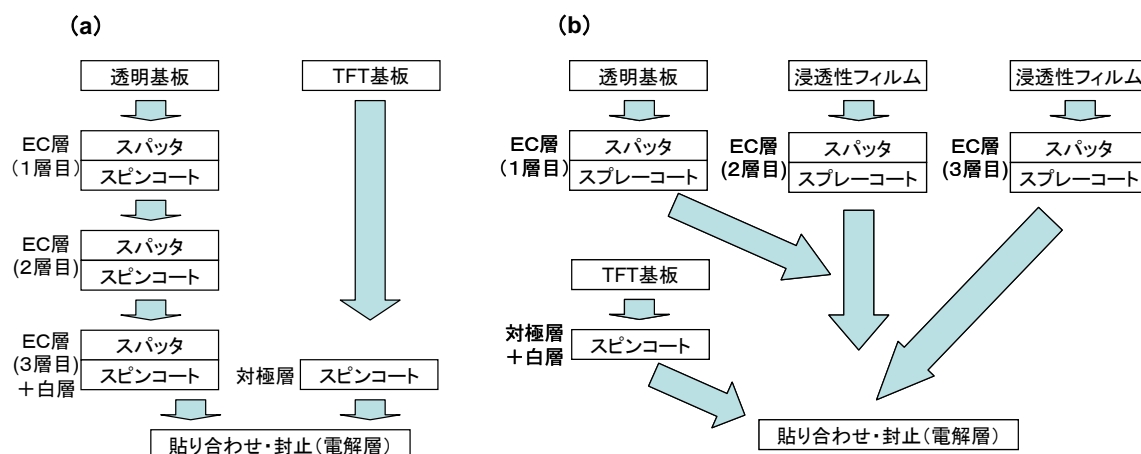 (a)
透明基板
TFT基板
EC層
(1層目)
スパッタ
スピンコート
EC層
(2層目)
スパッタ
スピンコート
EC層
(3層目)
+白層
スパッタ
スピンコート
対極層
スピンコート
貼り合わせ・封止(電解層)
(b)
透明基板
浸透性フィルム
浸透性フィルム
EC層
(1層目)
スパッタ
スプレーコート
EC層
(2層目)
スパッタ
スプレーコート
EC層
(3層目)
スパッタ
スプレーコート
TFT基板
対極層
+白層
スピンコート
貼り合わせ・封止(電解層)